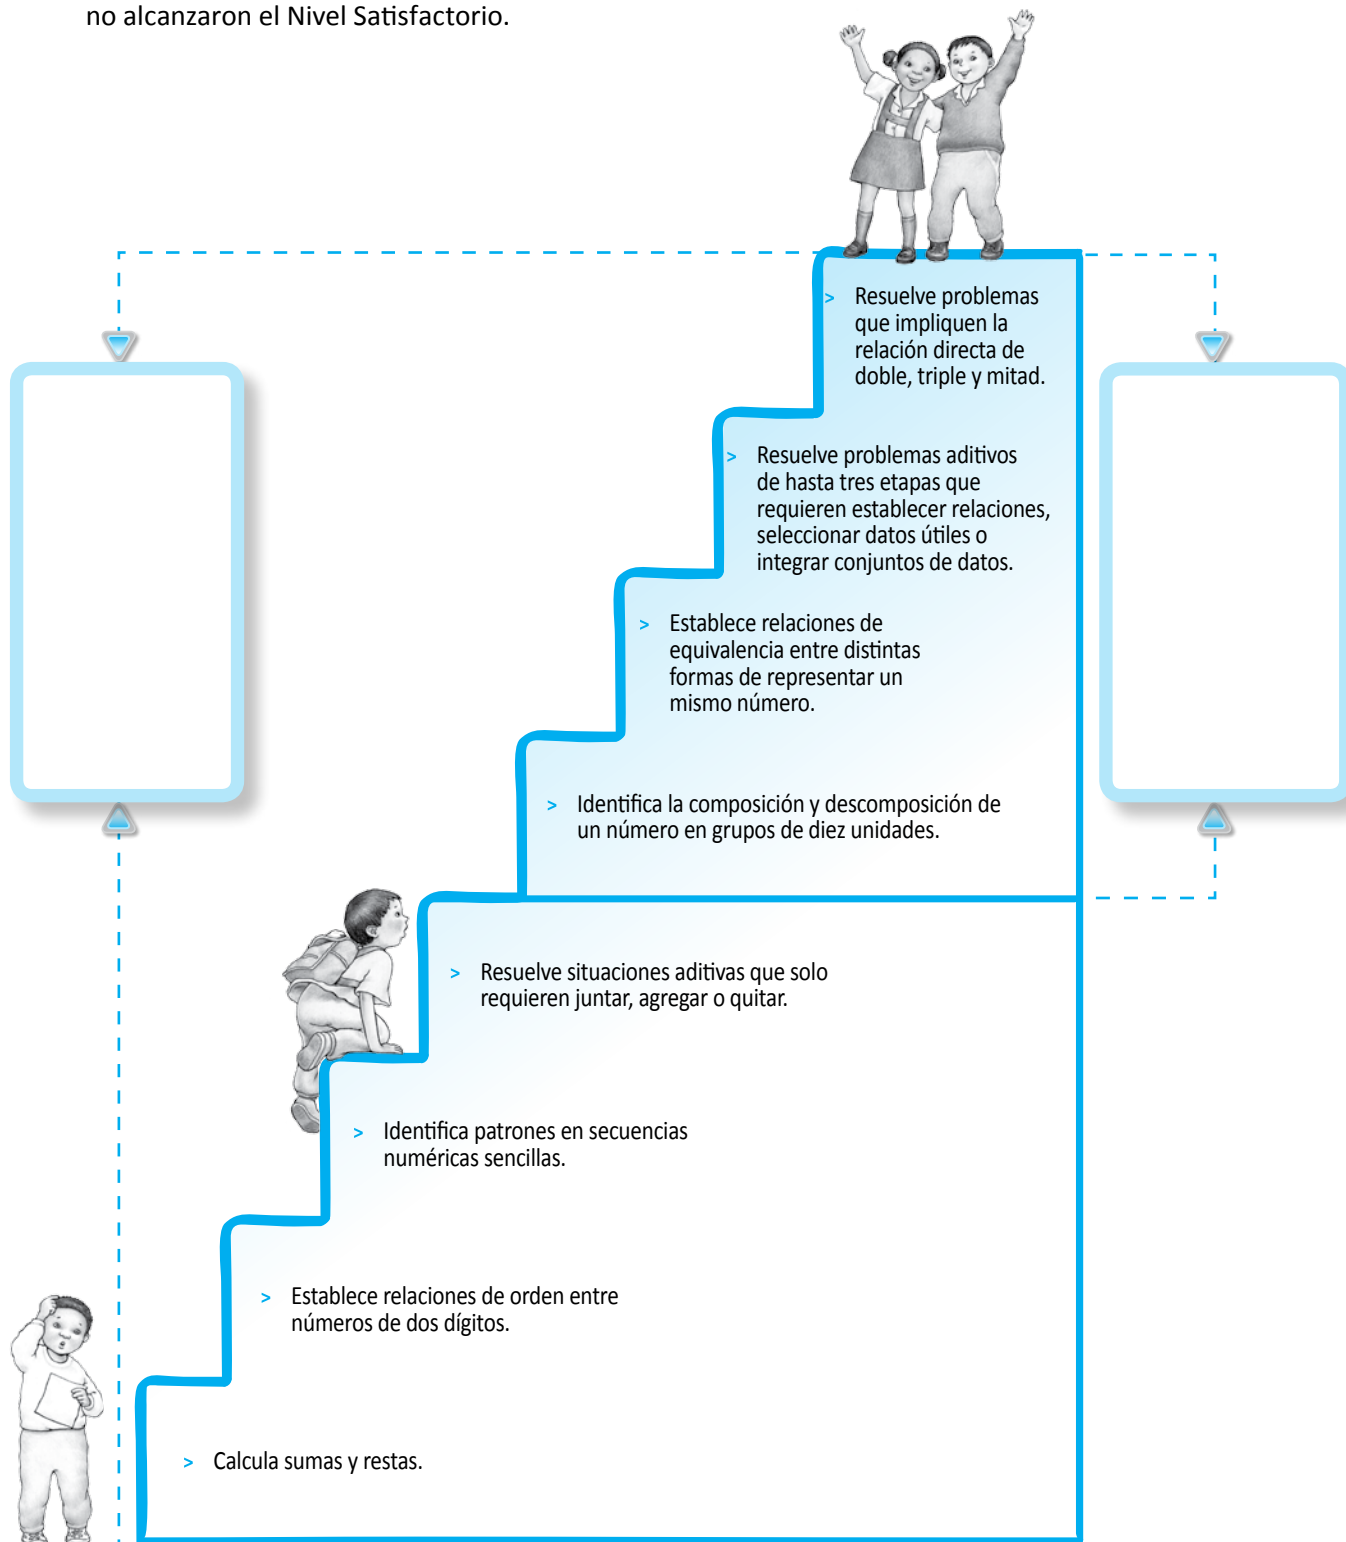 no alcanzaron el Nivel Satisfactorio.
> Resuelve problemas
que impliquen la
relación directa de
doble, triple y mitad.
> Resuelve problemas aditivos
de hasta tres etapas que
requieren establecer relaciones,
seleccionar datos útiles o
integrar conjuntos de datos.
> Establece relaciones de
equivalencia entre distintas
formas de representar un
mismo número.
> Identifica la composición y descomposición de
un número en grupos de diez unidades.
> Resuelve situaciones aditivas que solo
requieren juntar, agregar o quitar.
> Identifica patrones en secuencias
numéricas sencillas.
> Establece relaciones de orden entre
números de dos dígitos.
> Calcula sumas y restas.